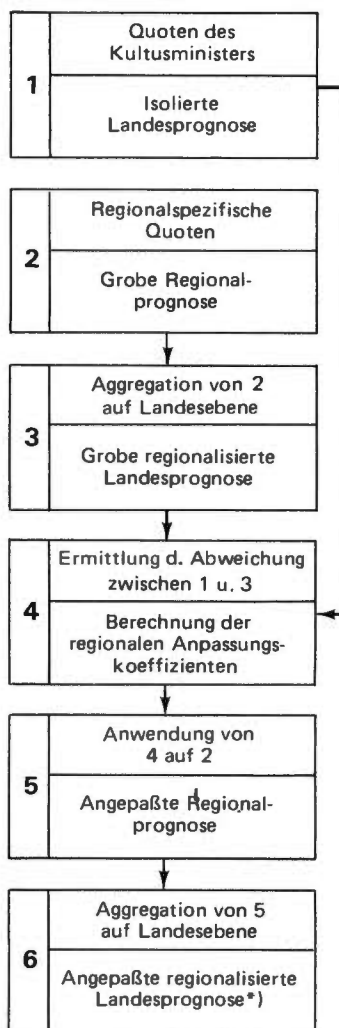 Quoten des
Kultusministers
1
Isolierte
Landesprognose
Regionalspezifische
Quoten
2
Grobe Regional-
prognose
Aggregation von 2
auf Landesebene
3
Grobe regionalisierte
Landesprognose
Ermittlung d. Abweichung
zwischen 1 u. 3
4
Berechnung der
regionalen Anpassungs-
koeffizienten
Anwendung von
4 auf 2
5
Angepaßte Regional-
prognose
Aggregation von 5
auf Landesebene
6
Angepaßte regionalisierte
Landesprognose*)